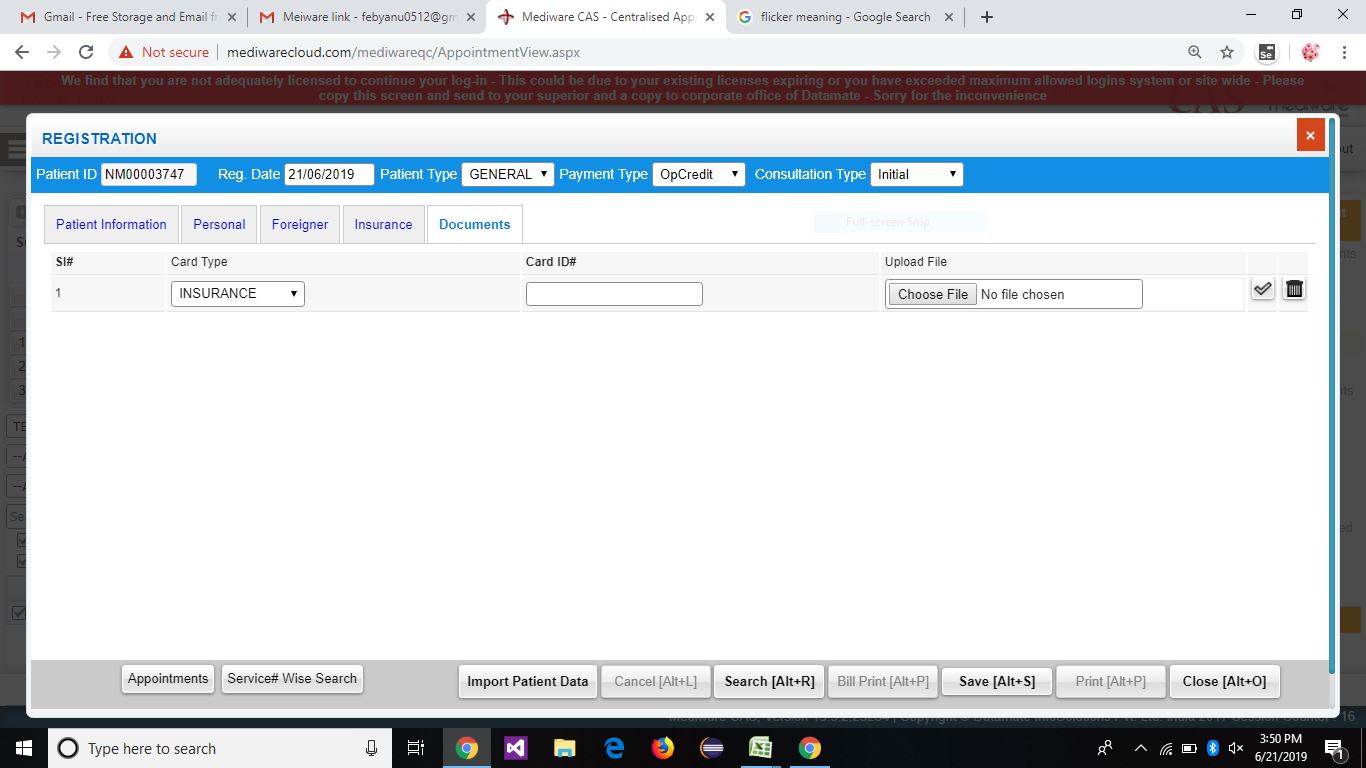 Gmail - Free Storage and Email fr
Meiware link - febyanu0512@gm
Mediware CAS - Centralised App
flicker meaning - Google Search
Not secure | mediwarecloud.com/mediwareqc/AppointmentView.aspx
We find that you are not adequately licensed to continue your log-in - This could be due to your existing licenses expiring or you have exceeded maximum allowed logins system or site wide - Please
copy this screen and send to your superior and a copy to corporate office of Datamate - Sorry for the inconvenience
CAS mediware
REGISTRATION
Patient ID NM00003747 Reg. Date 21/06/2019 Patient Type GENERAL Payment Type OpCredit Consultation Type Initial
Patient Information Personal Foreigner Insurance Documents
Full-screen Snip
Sl# Card Type Card ID# Upload File
1 INSURANCE Choose File No file chosen
Appointments Service# Wise Search Import Patient Data Cancel [Alt+L] Search [Alt+R] Bill Print [Alt+P] Save [Alt+S] Print [Alt+P] Close [Alt+O]
Type here to search
Se
3:50 PM
6/21/2019
1